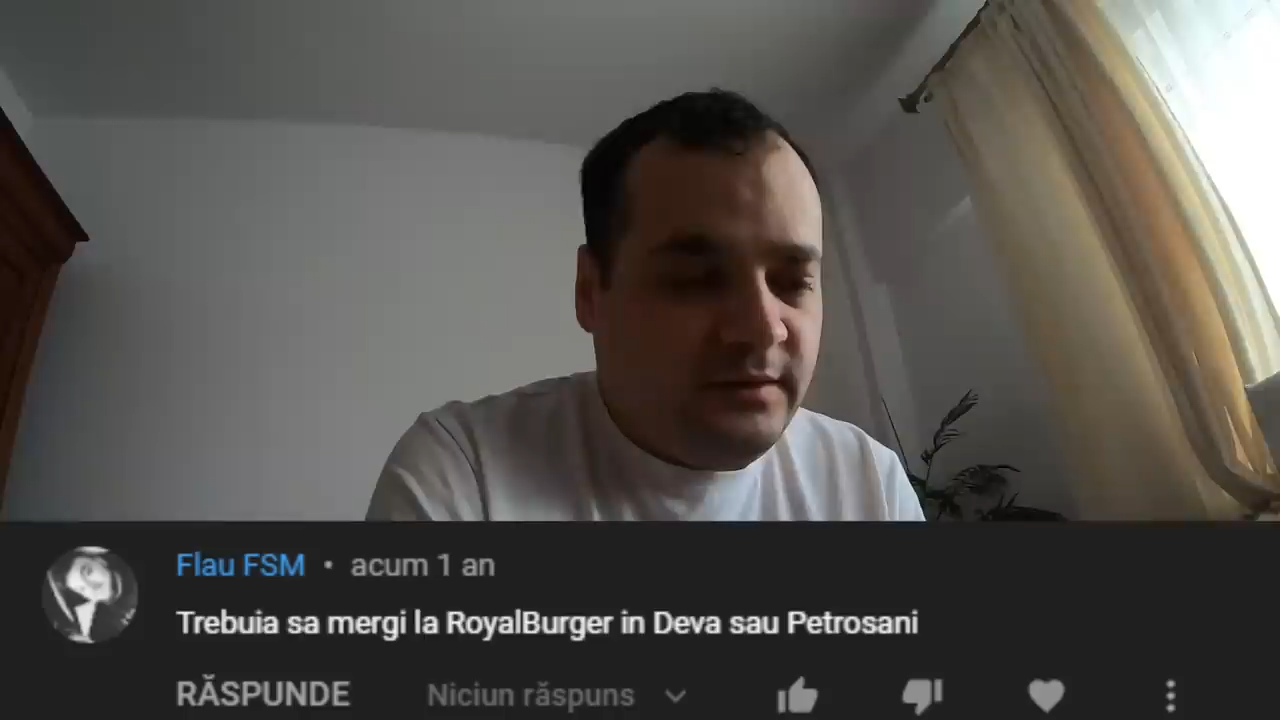 Flau FSM • acum 1 an
Trebuia sa mergi la RoyalBurger in Deva sau Petrosani
RĂSPUNDE Niciun răspuns